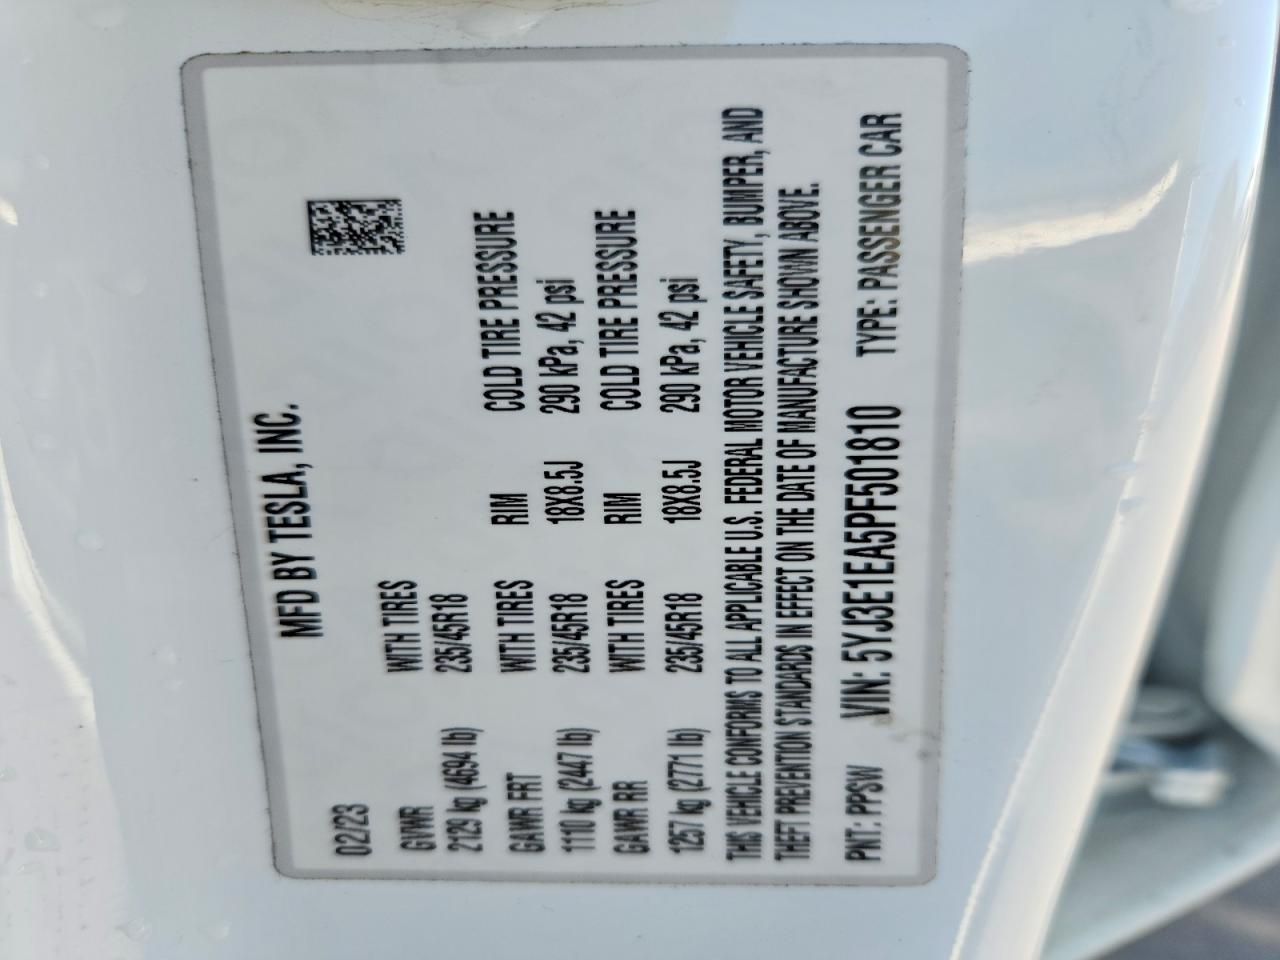 MFD BY TESLA, INC.
02/23
GVWR WITH TIRES
2129 kg (4694 lb) 235/45R18
GAWR FRT WITH TIRES RIM COLD TIRE PRESSURE
1110 kg (2447 lb) 235/45R18 18X8.5J 290 kPa, 42 psi
GAWR RR WITH TIRES RIM COLD TIRE PRESSURE
1257 kg (2771 lb) 235/45R18 18X8.5J 290 kPa, 42 psi
THIS VEHICLE CONFORMS TO ALL APPLICABLE U.S. FEDERAL MOTOR VEHICLE SAFETY, BUMPER, AND
THEFT PREVENTION STANDARDS IN EFFECT ON THE DATE OF MANUFACTURE SHOWN ABOVE.
PNT: PPSW VIN: 5YJ3E1EA5PF501810 TYPE: PASSENGER CAR